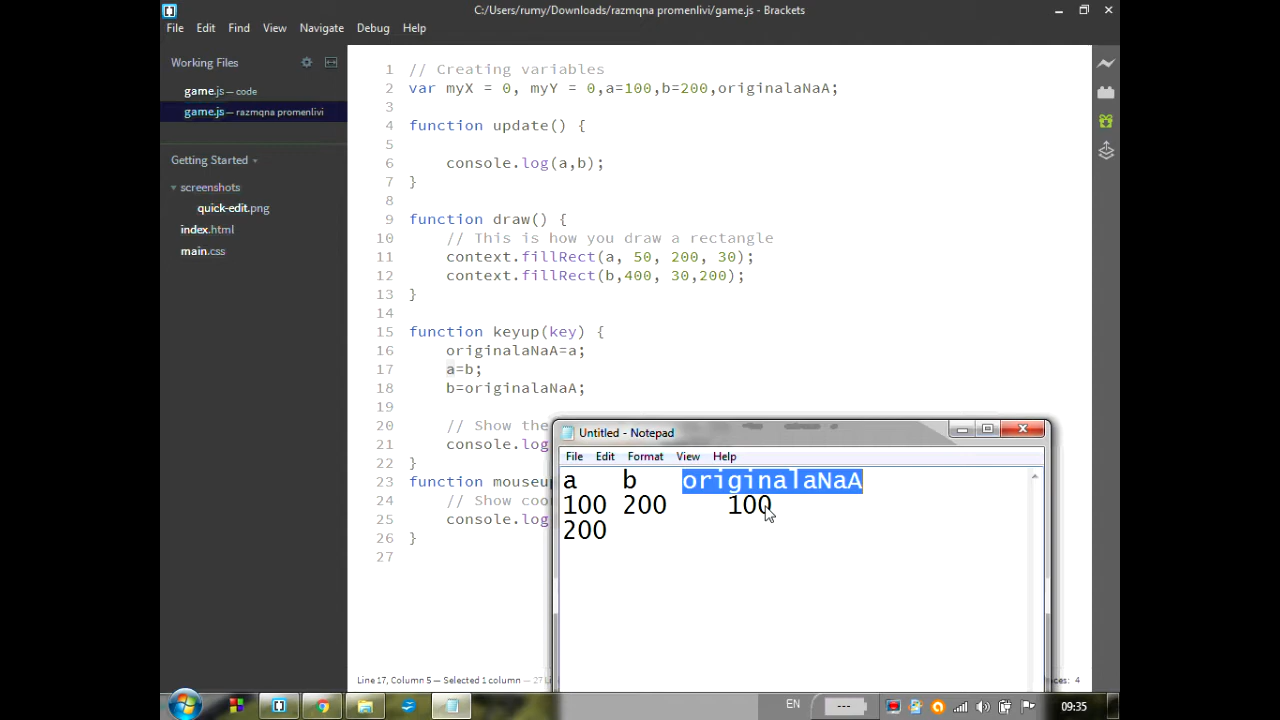 C:/Users/rumy/Downloads/razmqna promenlivi/game.js - Brackets
File Edit Find View Navigate Debug Help
Working Files
game.js — code
game.js — razmqna promenlivi
Getting Started
screenshots
quick-edit.png
index.html
main.css
1 // Creating variables
2 var myX = 0, myY = 0,a=100,b=200,originalaNaA;
3
4 function update() {
5
6 console.log(a,b);
7 }
8
9 function draw() {
10 // This is how you draw a rectangle
11 context.fillRect(a, 50, 200, 30);
12 context.fillRect(b,400, 30,200);
13 }
14
15 function keyup(key) {
16 originalaNaA=a;
17 a=b;
18 b=originalaNaA;
19
20 // Show the
21 console.log
22 }
23 function mouseup
24 // Show coo
25 console.log
26 }
27
Untitled - Notepad
File Edit Format View Help
a b originalaNaA
100 200 100
200
Line 17, Column 5 — Selected 1 column — 27 Li
ces: 4
EN
09:35